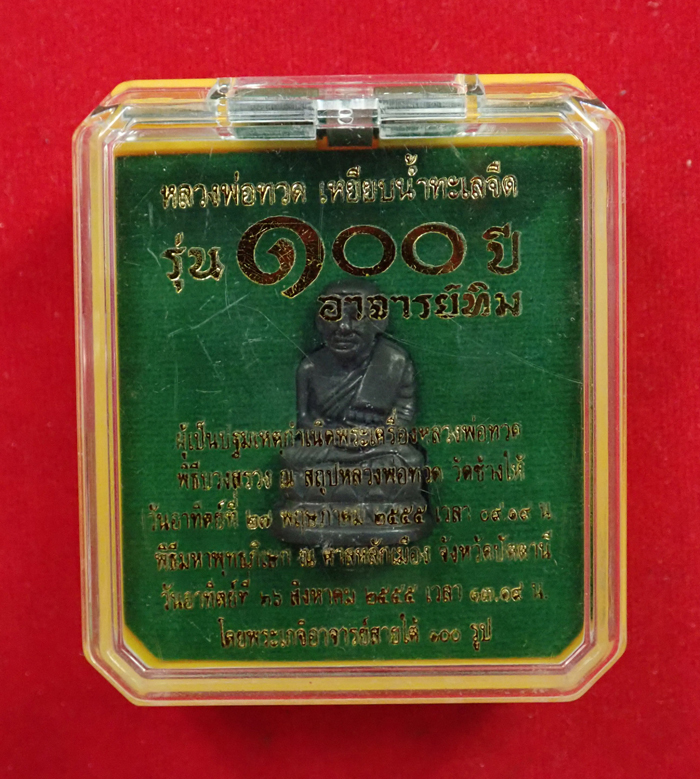 หลวงพ่อทวด เหยียบน้ำทะเลจืด
รุ่น ๑๐๐ ปี
อาจารย์ทิม
ผู้เป็นปฐมเหตุกำเนิดพระเครื่องหลวงพ่อทวด
พิธีบวงสรวง ณ สถูปหลวงพ่อทวด วัดช้างให้
วันอาทิตย์ที่ ๒๗ พฤษภาคม ๒๕๕๕ เวลา ๐๙.๑๙ น.
พิธีมหาพุทธาภิเษก ณ ศาลหลักเมือง จังหวัดปัตตานี
วันอาทิตย์ที่ ๒๖ สิงหาคม ๒๕๕๕ เวลา ๑๓.๑๙ น.
โดยพระเกจิอาจารย์สายใต้ ๑๐๐ รูป